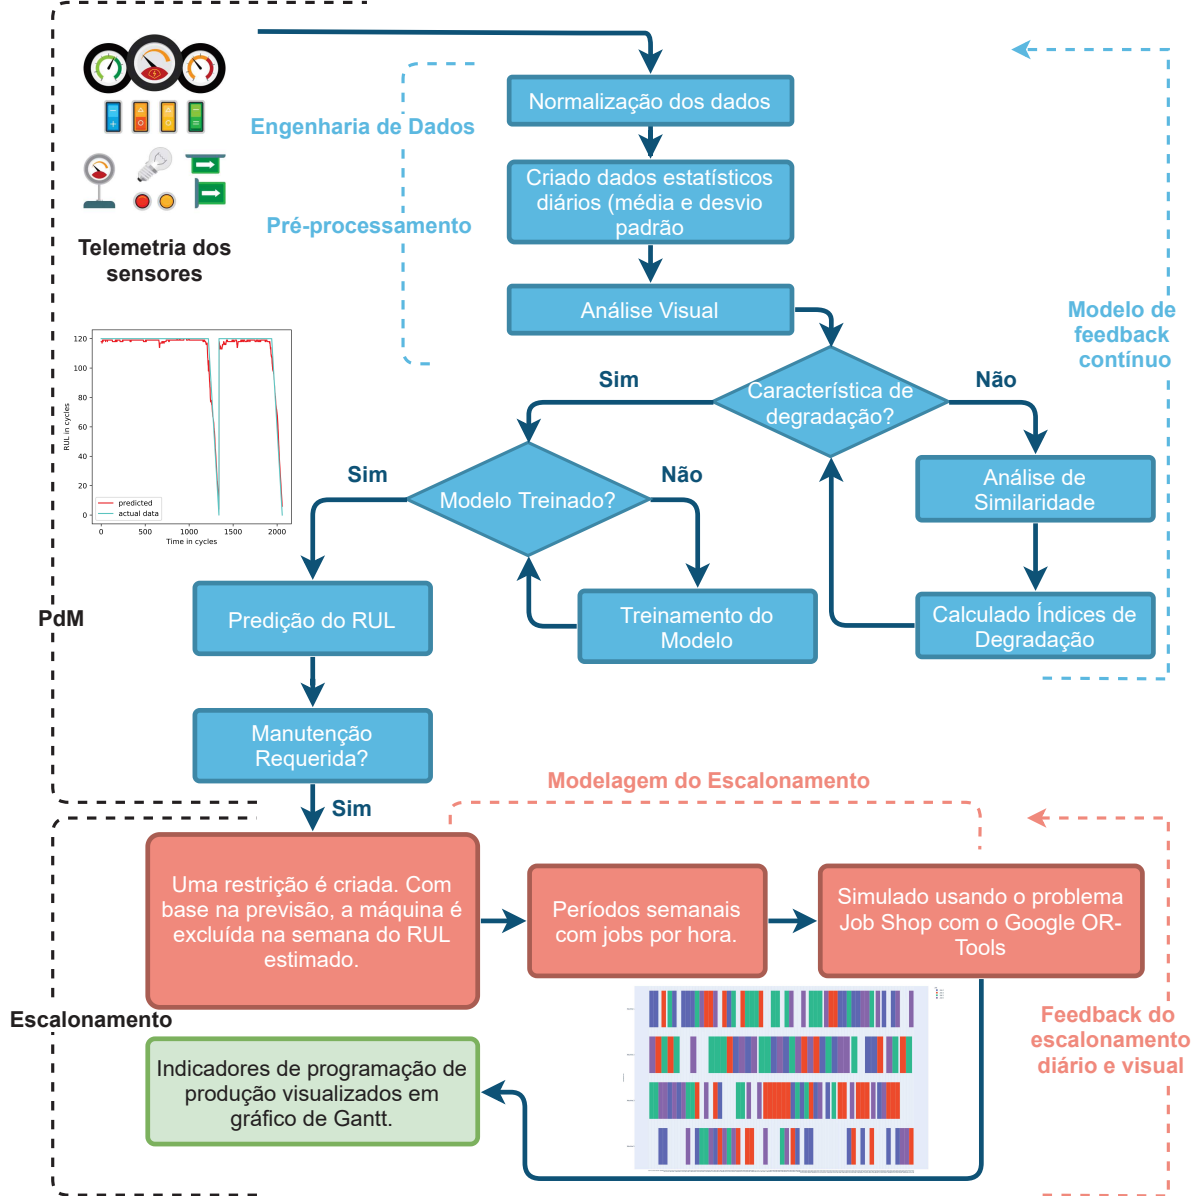 Telemetria dos
sensores
Normalização dos dados
Engenharia de Dados
Criado dados estatísticos
diários (média e desvio
padrão
Pré-processamento
Análise Visual
Modelo de
feedback
contínuo
Característica de
degradação?
Sim
Não
Análise de
Similaridade
Calculado Índices de
Degradação
Modelo Treinado?
Sim
Não
Treinamento do
Modelo
120
100
80
60
40
20
0
RUL in cycles
predicted
actual data
0 500 1000 1500 2000
Time in cycles
Predição do RUL
PdM
Manutenção
Requerida?
Sim
Modelagem do Escalonamento
Uma restrição é criada. Com
base na previsão, a máquina é
excluída na semana do RUL
estimado.
Períodos semanais
com jobs por hora.
Simulado usando o problema
Job Shop com o Google OR-
Tools
Escalonamento
Feedback do
escalonamento
diário e visual
Indicadores de programação de
produção visualizados em
gráfico de Gantt.